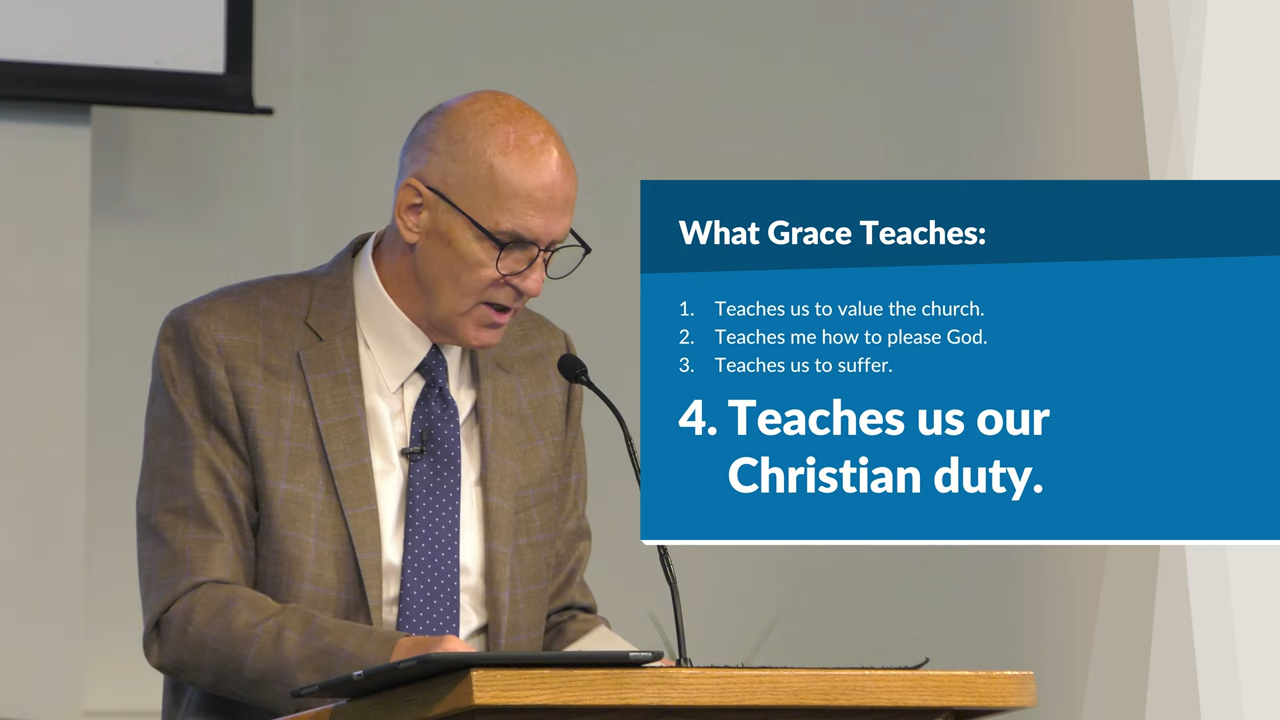 What Grace Teaches:
1. Teaches us to value the church.
2. Teaches me how to please God.
3. Teaches us to suffer.
4. Teaches us our
Christian duty.